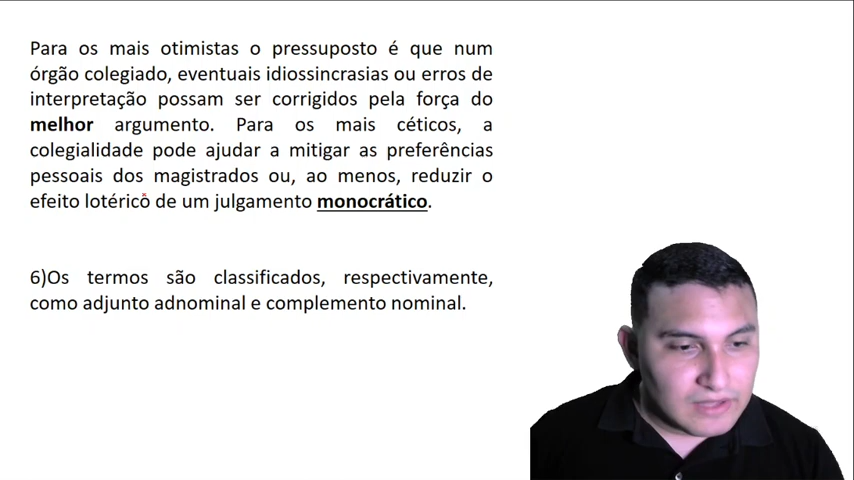 Para os mais otimistas o pressuposto é que num
órgão colegiado, eventuais idiossincrasias ou erros de
interpretação possam ser corrigidos pela força do
melhor argumento. Para os mais céticos, a
colegialidade pode ajudar a mitigar as preferências
pessoais dos magistrados ou, ao menos, reduzir o
efeito lotérico de um julgamento monocrático.
6)Os termos são classificados, respectivamente,
como adjunto adnominal e complemento nominal.